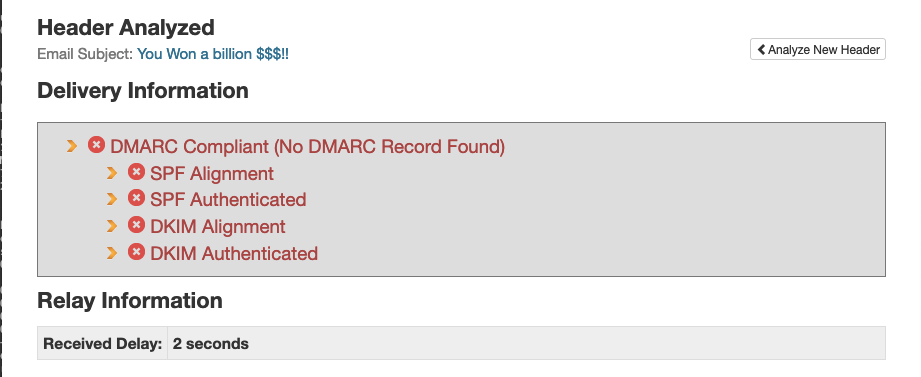 Header Analyzed
Email Subject: You Won a billion $$$!!
Analyze New Header
Delivery Information
DMARC Compliant (No DMARC Record Found)
SPF Alignment
SPF Authenticated
DKIM Alignment
DKIM Authenticated
Relay Information
Received Delay: 2 seconds